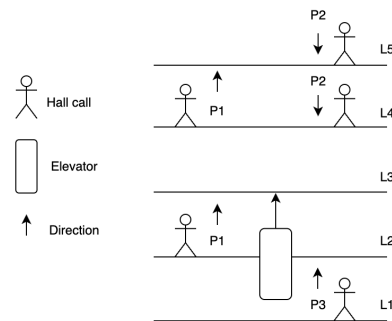 P2
L5
Hall call
P2
P1
L4
Elevator
L3
Direction
P1
L2
P3
L1